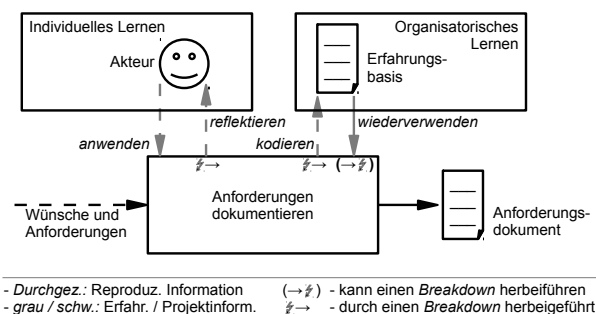 Individuelles Lernen
Akteur
Organisatorisches
Lernen
Erfahrungs-
basis
reflektieren
wiederverwenden
anwenden
kodieren
(→⚡)
Anforderungen
dokumentieren
Wünsche und
Anforderungen
Anforderungs-
dokument
- Durchgez.: Reproduz. Information
(→⚡) - kann einen Breakdown herbeiführen
- grau / schw.: Erfahr. / Projektinform.
⚡→ - durch einen Breakdown herbeigeführt